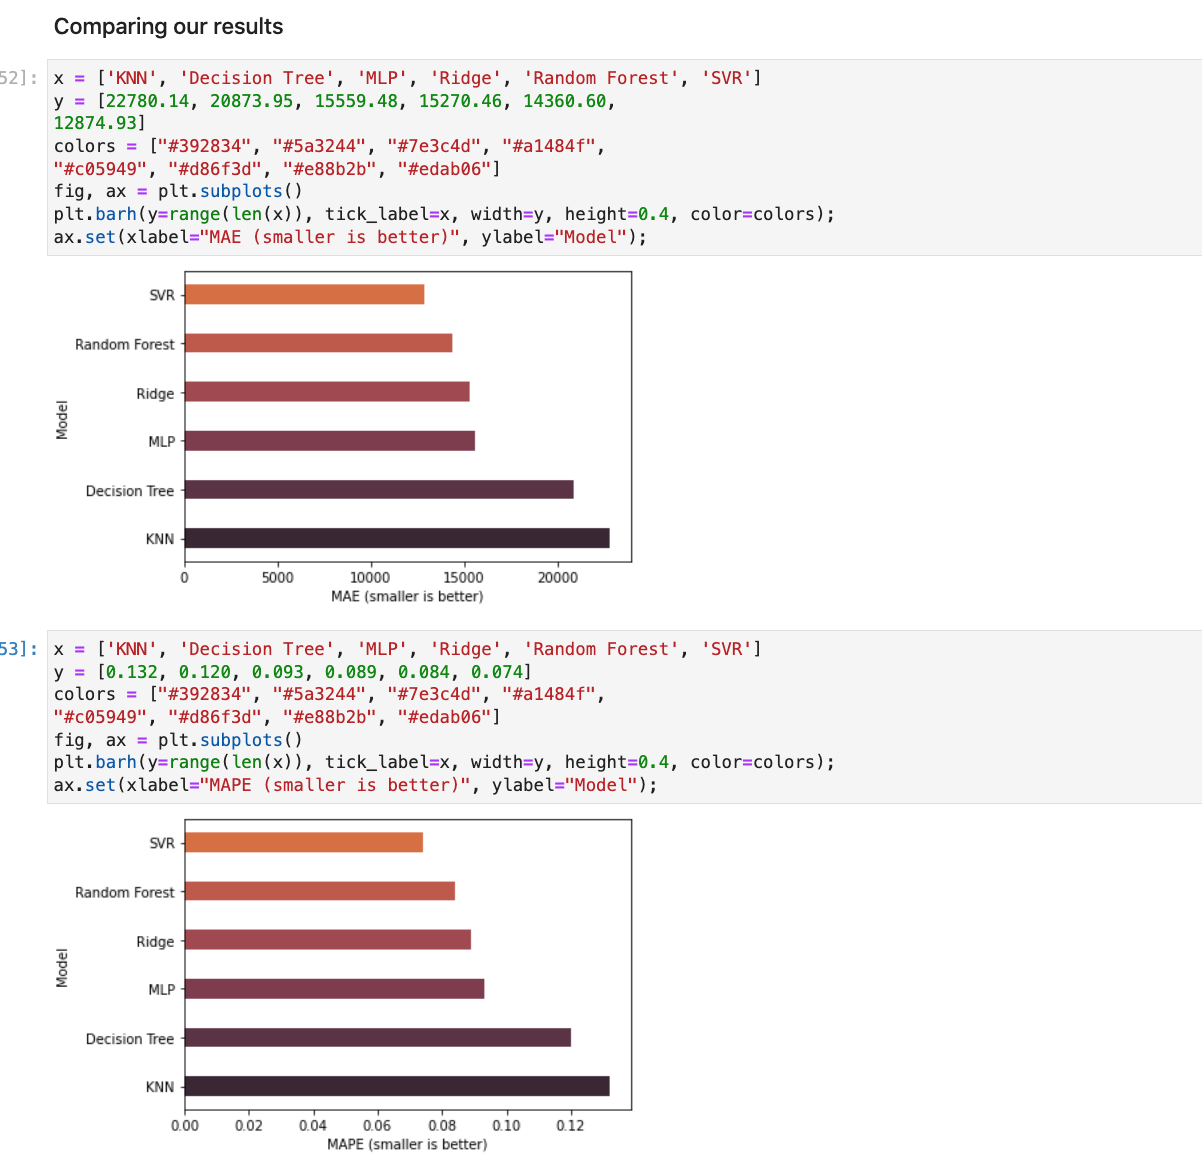 Comparing our results
52]:
x = ['KNN', 'Decision Tree', 'MLP', 'Ridge', 'Random Forest', 'SVR']
y = [22780.14, 20873.95, 15559.48, 15270.46, 14360.60,
12874.93]
colors = ["#392834", "#5a3244", "#7e3c4d", "#a1484f",
"#c05949", "#d86f3d", "#e88b2b", "#edab06"]
fig, ax = plt.subplots()
plt.barh(y=range(len(x)), tick_label=x, width=y, height=0.4, color=colors);
ax.set(xlabel="MAE (smaller is better)", ylabel="Model");
SVR
Random Forest
Ridge
MLP
Decision Tree
KNN
Model
0 5000 10000 15000 20000
MAE (smaller is better)
53]:
x = ['KNN', 'Decision Tree', 'MLP', 'Ridge', 'Random Forest', 'SVR']
y = [0.132, 0.120, 0.093, 0.089, 0.084, 0.074]
colors = ["#392834", "#5a3244", "#7e3c4d", "#a1484f",
"#c05949", "#d86f3d", "#e88b2b", "#edab06"]
fig, ax = plt.subplots()
plt.barh(y=range(len(x)), tick_label=x, width=y, height=0.4, color=colors);
ax.set(xlabel="MAPE (smaller is better)", ylabel="Model");
SVR
Random Forest
Ridge
MLP
Decision Tree
KNN
Model
0.00 0.02 0.04 0.06 0.08 0.10 0.12
MAPE (smaller is better)